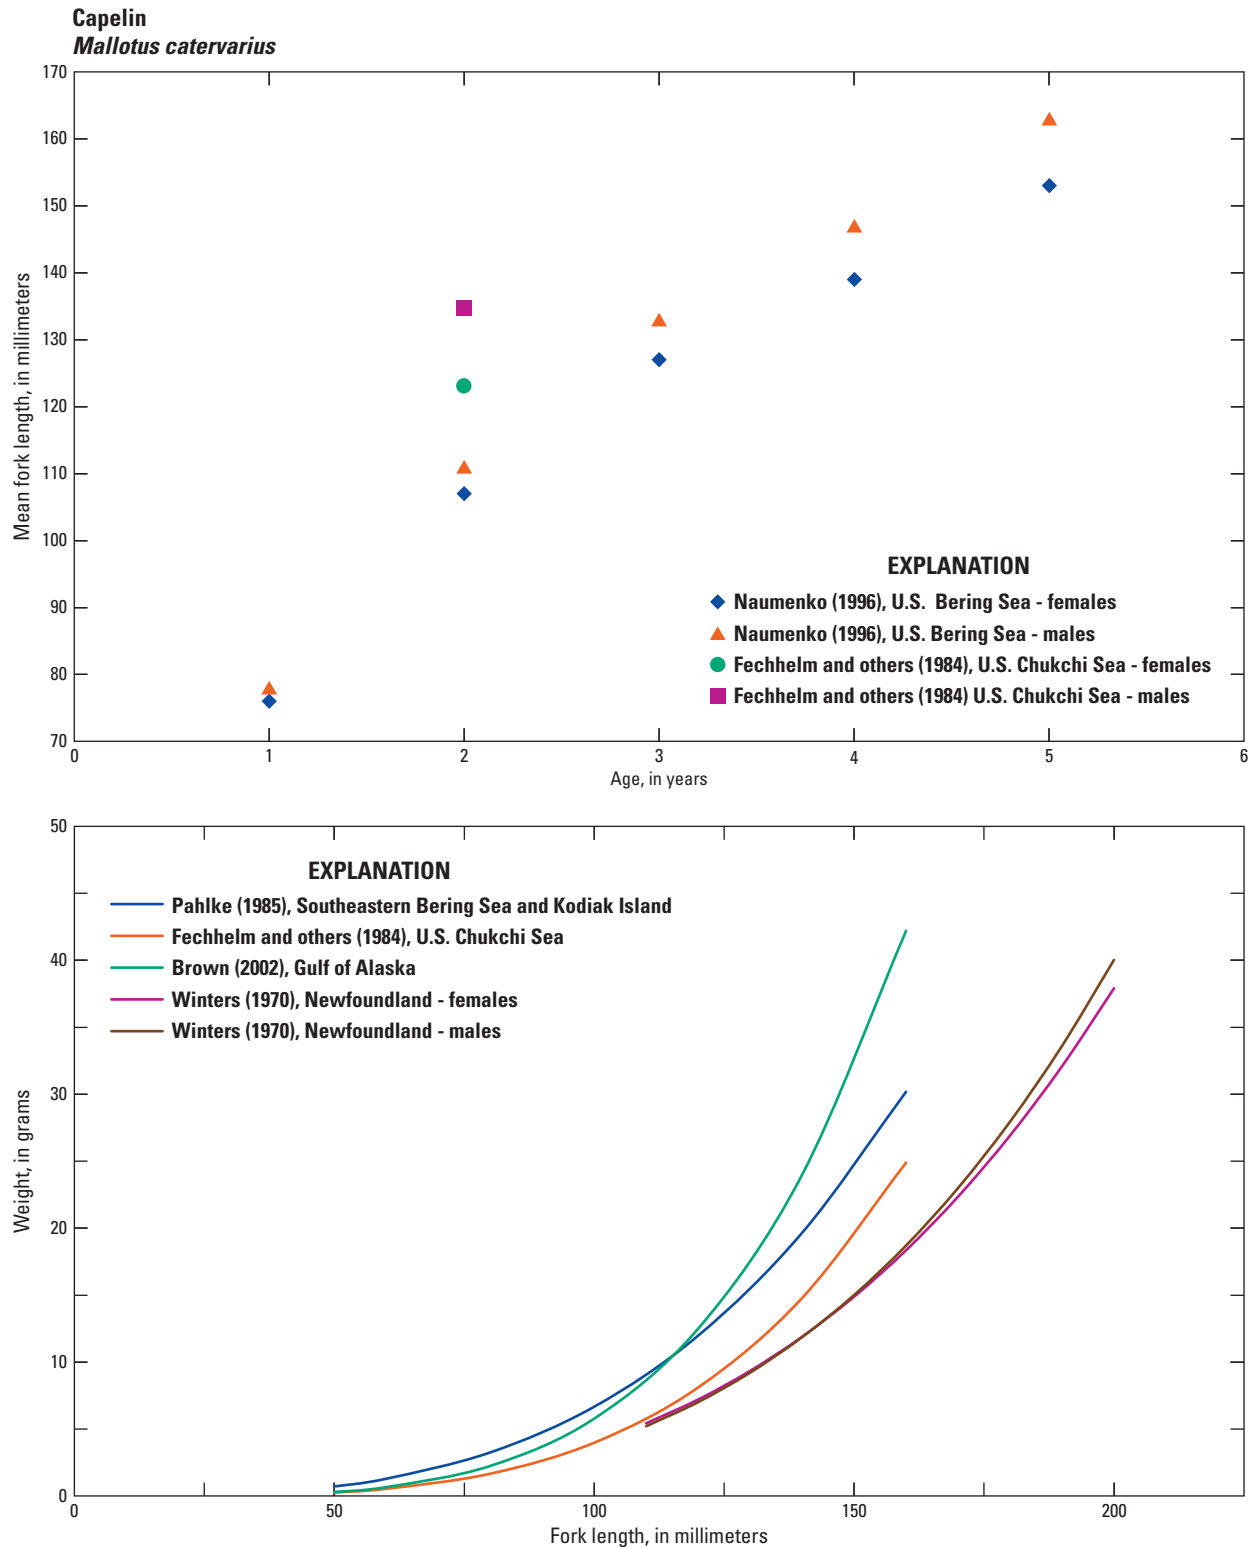 Capelin
Mallotus catervarius
170
160
150
140
130
120
110
100
90
80
70
Mean fork length, in millimeters
EXPLANATION
Naumenko (1996), U.S. Bering Sea - females
Naumenko (1996), U.S. Bering Sea - males
Fechhelm and others (1984), U.S. Chukchi Sea - females
Fechhelm and others (1984) U.S. Chukchi Sea - males
0 1 2 3 4 5 6
Age, in years
50
40
30
20
10
0
Weight, in grams
EXPLANATION
Pahlke (1985), Southeastern Bering Sea and Kodiak Island
Fechhelm and others (1984), U.S. Chukchi Sea
Brown (2002), Gulf of Alaska
Winters (1970), Newfoundland - females
Winters (1970), Newfoundland - males
0 50 100 150 200
Fork length, in millimeters